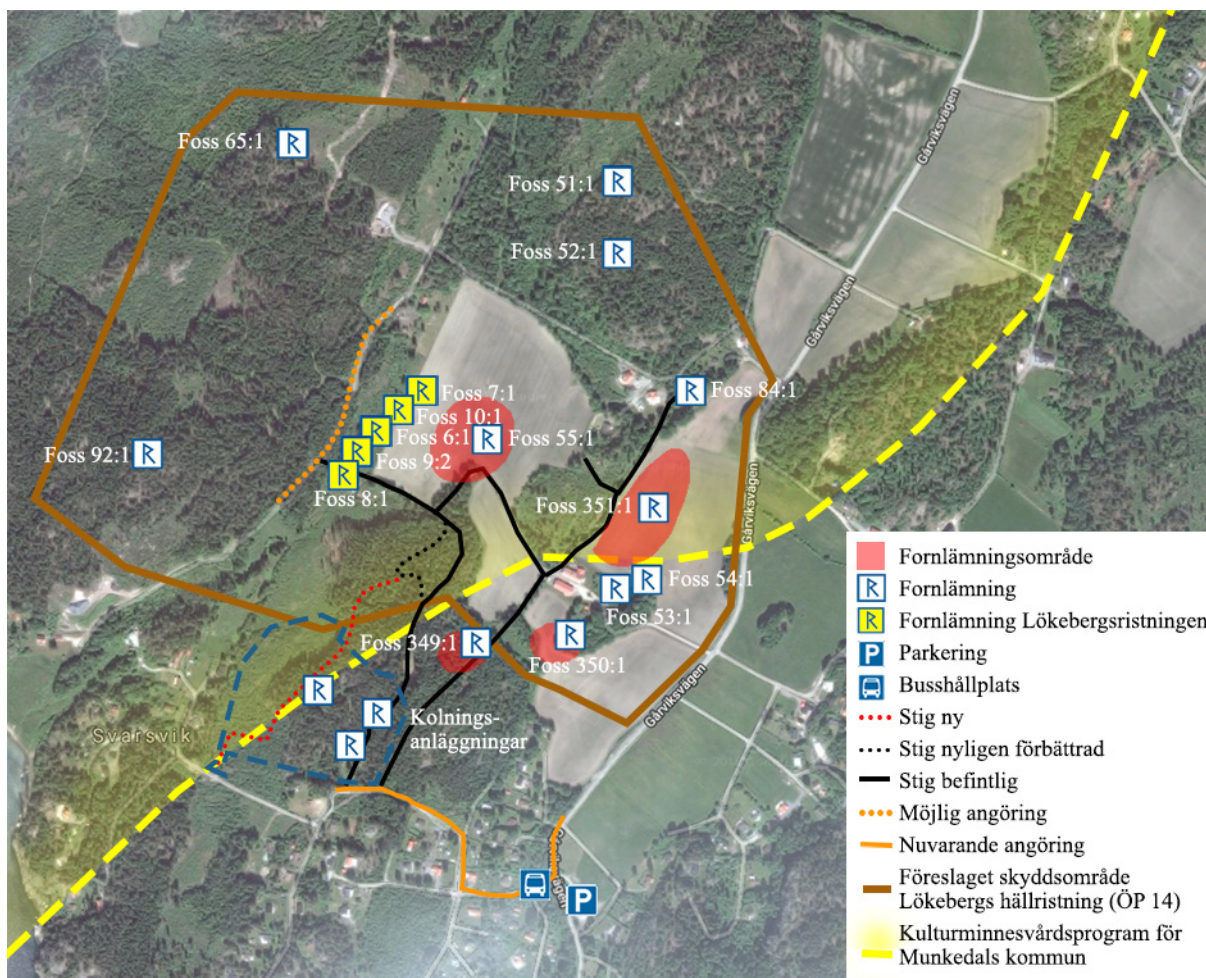 Foss 65:1
Foss 51:1
Foss 52:1
Gårviksvägen
Gårviksvägen
Foss 7:1
Foss 10:1
Foss 6:1
Foss 9:2
Foss 8:1
Foss 92:1
Foss 55:1
Foss 84:1
Foss 351:1
Gårviksvägen
Foss 54:1
Foss 53:1
Foss 349:1
Foss 350:1
Gårviksvägen
Svarsvik
Kolnings-
anläggningar
P
Fornlämningsområde
Fornlämning
Fornlämning Lökebergsristningen
P Parkering
Busshållplats
Stig ny
Stig nyligen förbättrad
Stig befintlig
Möjlig angöring
Nuvarande angöring
Föreslaget skyddsområde
Lökebergs hällristning (ÖP 14)
Kulturminnesvårdsprogram för
Munkedals kommun